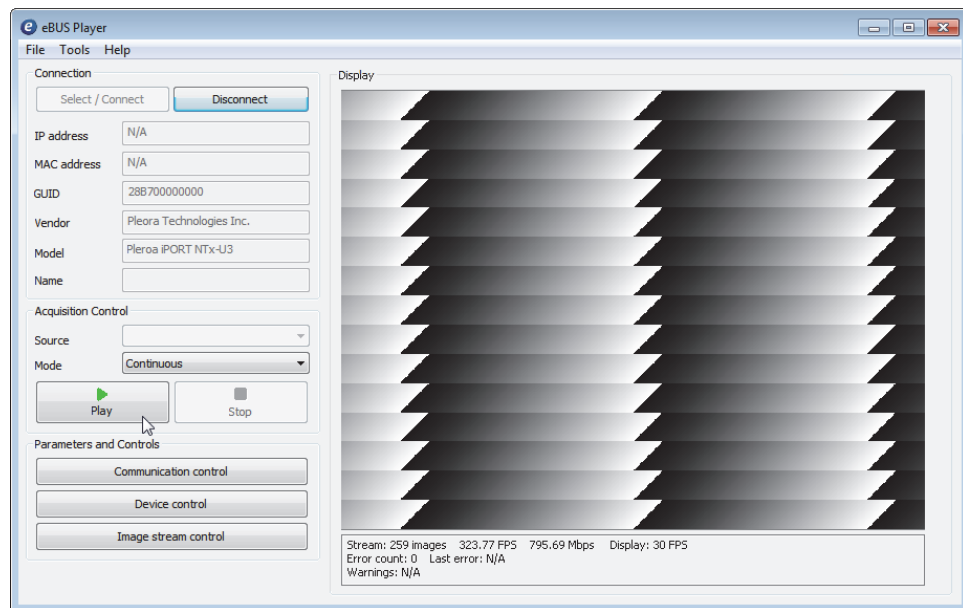 eBUS Player
File Tools Help
Connection
Select / Connect Disconnect
IP address N/A
MAC address N/A
GUID 28B700000000
Vendor Pleora Technologies Inc.
Model Pleroa iPORT NTx-U3
Name
Acquisition Control
Source
Mode Continuous
Play Stop
Parameters and Controls
Communication control
Device control
Image stream control
Display
Stream: 259 images 323.77 FPS 795.69 Mbps Display: 30 FPS
Error count: 0 Last error: N/A
Warnings: N/A